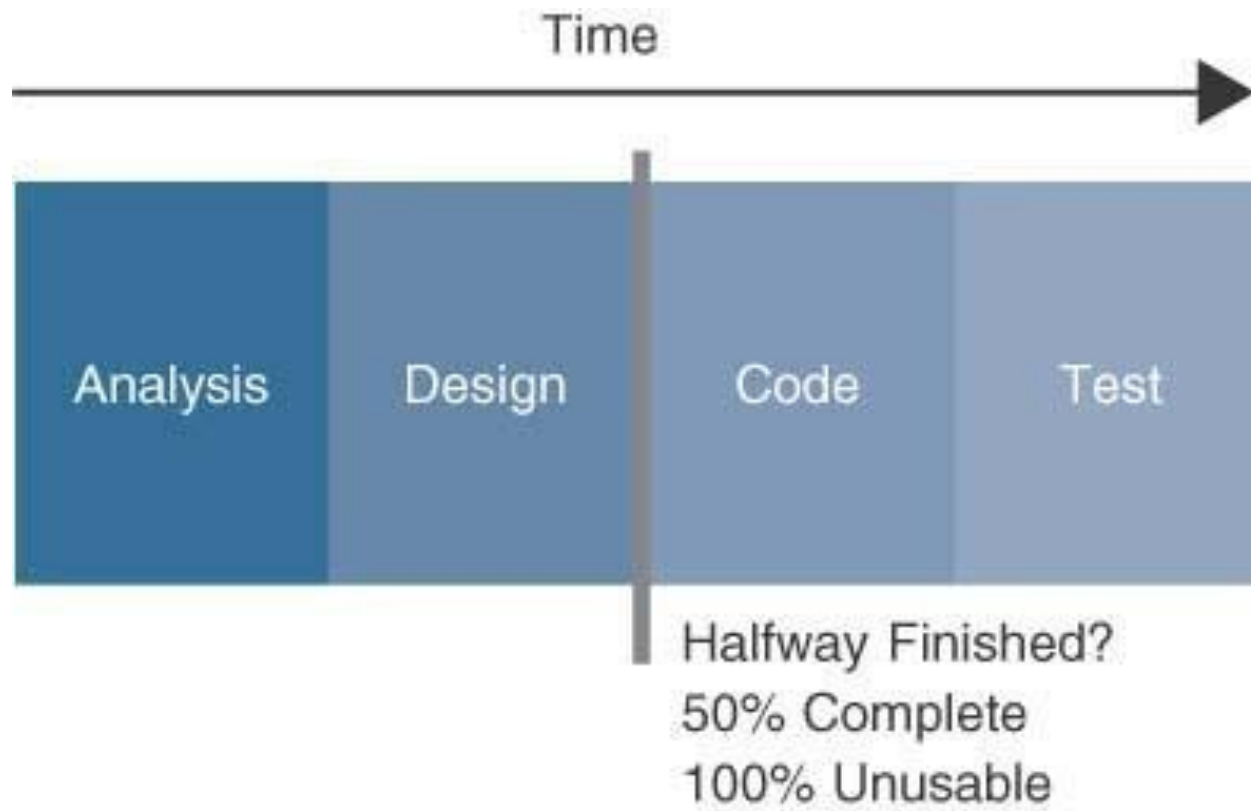 Time
Analysis
Design
Code
Test
Halfway Finished?
50% Complete
100% Unusable